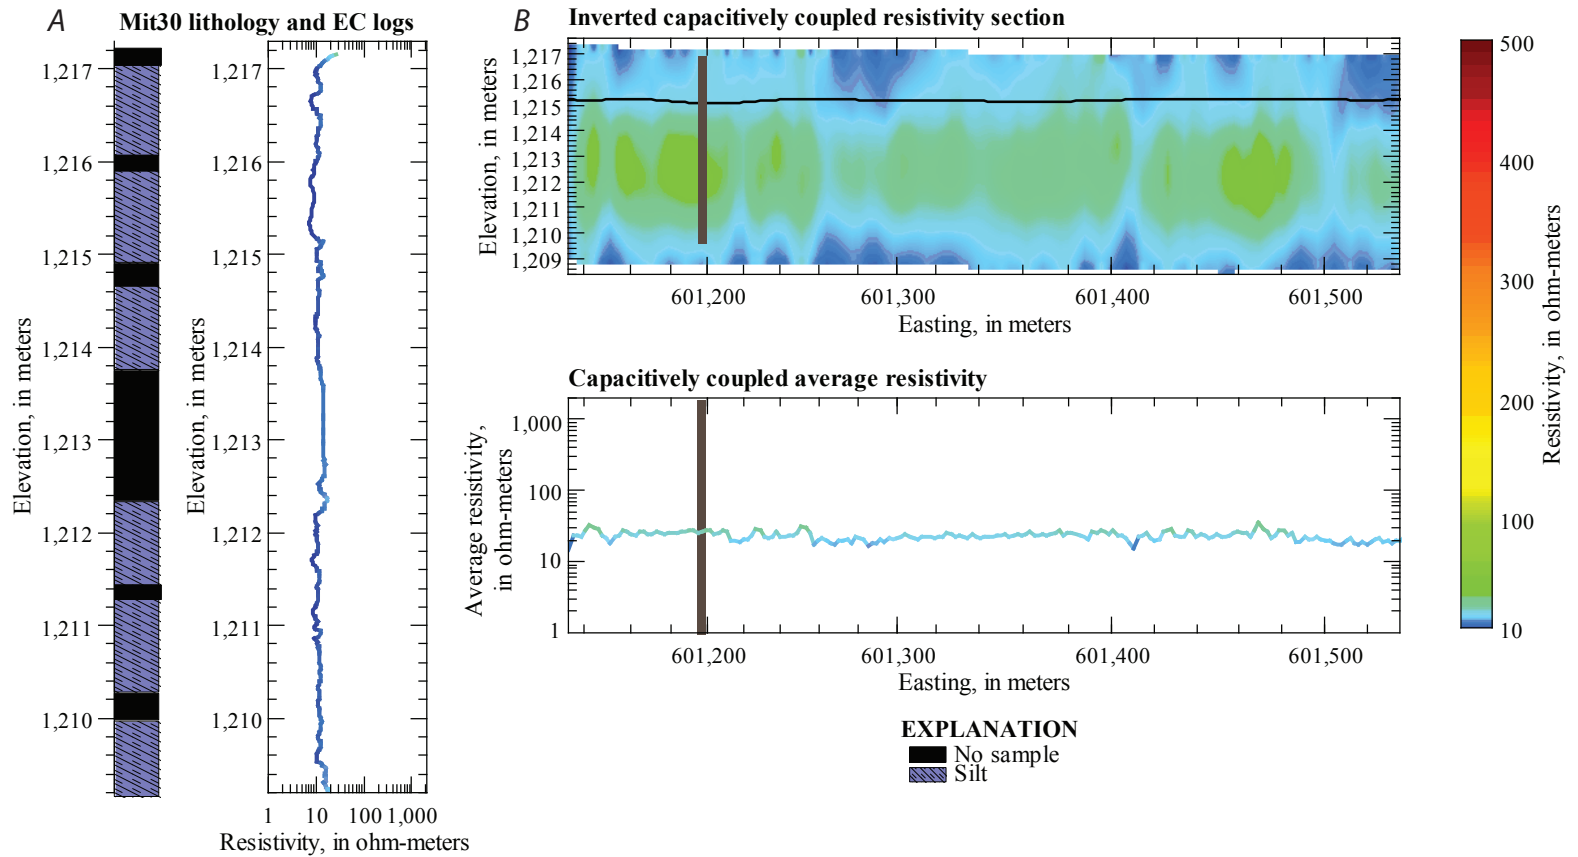 A
Mit30 lithology and EC logs
1,217
1,216
1,215
1,214
1,213
1,212
1,211
1,210
Elevation, in meters
1,217
1,216
1,215
1,214
1,213
1,212
1,211
1,210
Elevation, in meters
1 10 100 1,000
Resistivity, in ohm-meters
B
Inverted capacitively coupled resistivity section
1,217
1,216
1,215
1,214
1,213
1,212
1,211
1,210
1,209
Elevation, in meters
601,200 601,300 601,400 601,500
Easting, in meters
Capacitively coupled average resistivity
1,000
100
10
1
Average resistivity,
in ohm-meters
601,200 601,300 601,400 601,500
Easting, in meters
EXPLANATION
No sample
Silt
500
400
300
200
100
10
Resistivity, in ohm-meters